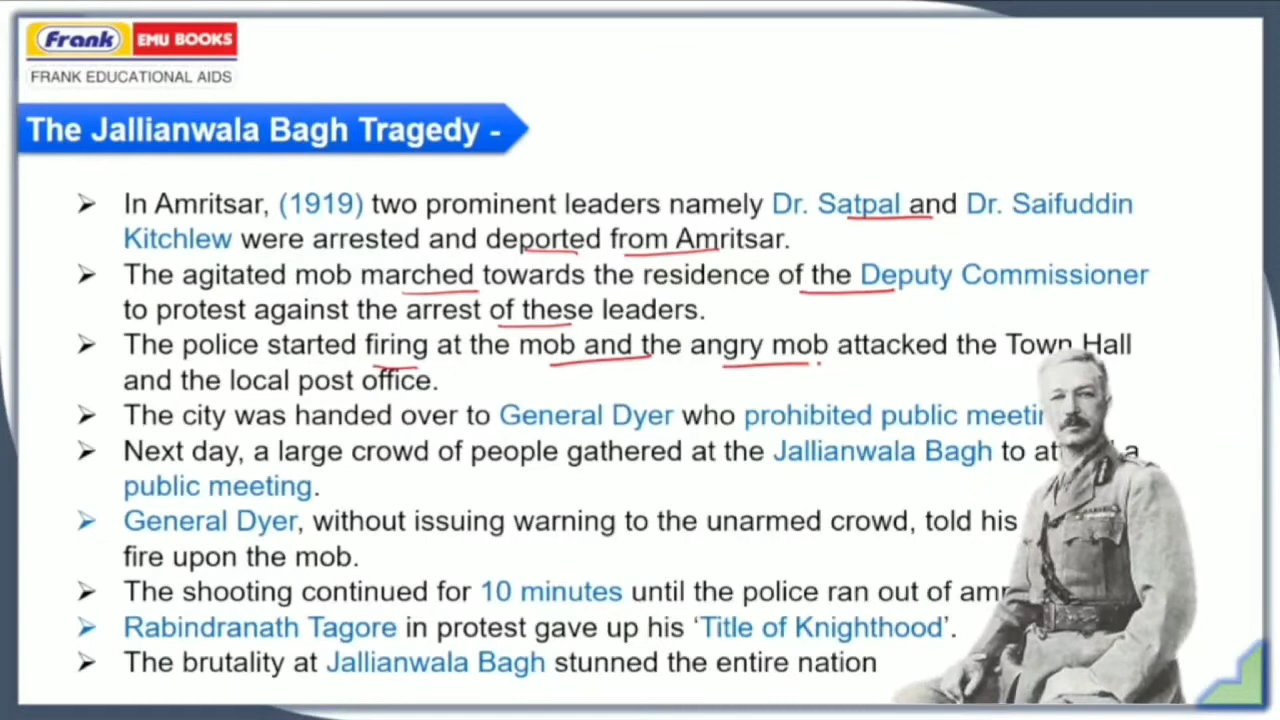 Frank EMU BOOKS
FRANK EDUCATIONAL AIDS
The Jallianwala Bagh Tragedy -
➢ In Amritsar, (1919) two prominent leaders namely Dr. Satpal and Dr. Saifuddin
Kitchlew were arrested and deported from Amritsar.
➢ The agitated mob marched towards the residence of the Deputy Commissioner
to protest against the arrest of these leaders.
➢ The police started firing at the mob and the angry mob attacked the Town Hall
and the local post office.
➢ The city was handed over to General Dyer who prohibited public
➢ Next day, a large crowd of people gathered at the Jallianwala Bagh to a
public meeting.
➢ General Dyer, without issuing warning to the unarmed crowd, told his
fire upon the mob.
➢ The shooting continued for 10 minutes until the police ran out of
➢ Rabindranath Tagore in protest gave up his ‘Title of Knighthood’.
➢ The brutality at Jallianwala Bagh stunned the entire nation